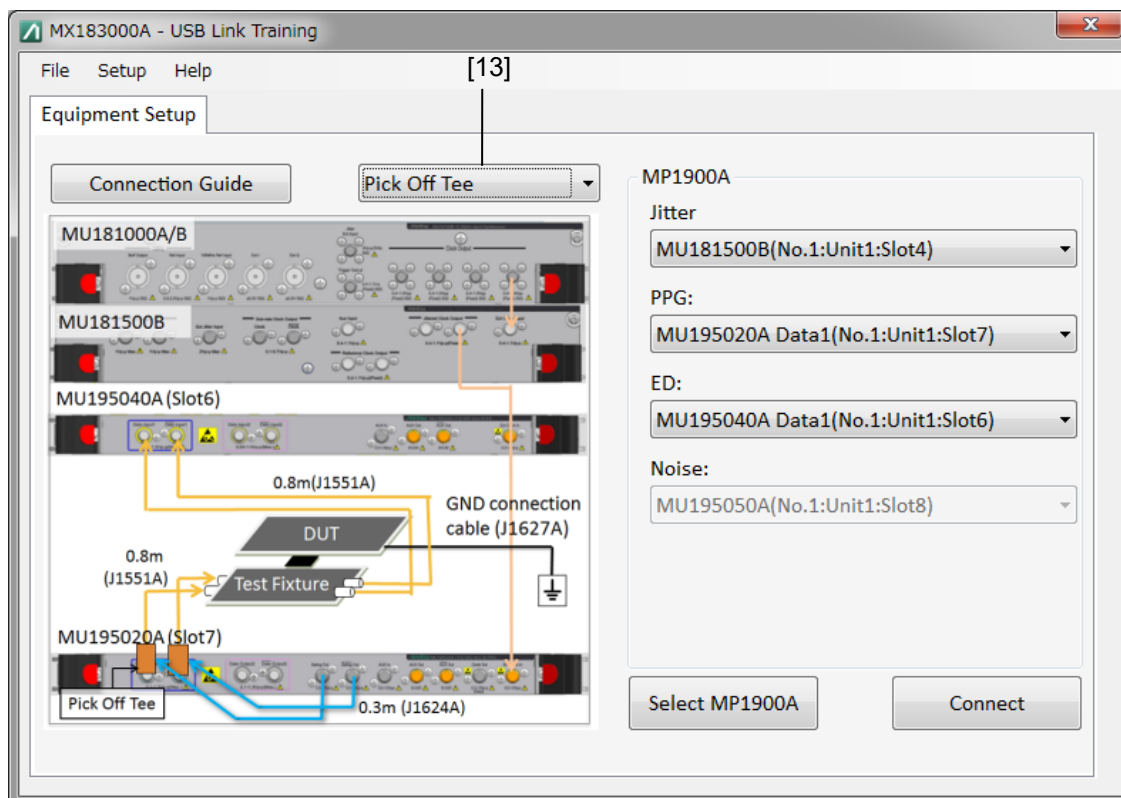 MX183000A - USB Link Training
File Setup Help
[13]
Equipment Setup
Connection Guide
Pick Off Tee
MU181000A/B
MU181500B
MU195040A (Slot6)
0.8m(J1551A)
GND connection
cable (J1627A)
DUT
0.8m
(J1551A)
Test Fixture
MU195020A (Slot7)
Pick Off Tee
0.3m (J1624A)
MP1900A
Jitter
MU181500B(No.1:Unit1:Slot4)
PPG:
MU195020A Data1(No.1:Unit1:Slot7)
ED:
MU195040A Data1(No.1:Unit1:Slot6)
Noise:
MU195050A(No.1:Unit1:Slot8)
Select MP1900A
Connect